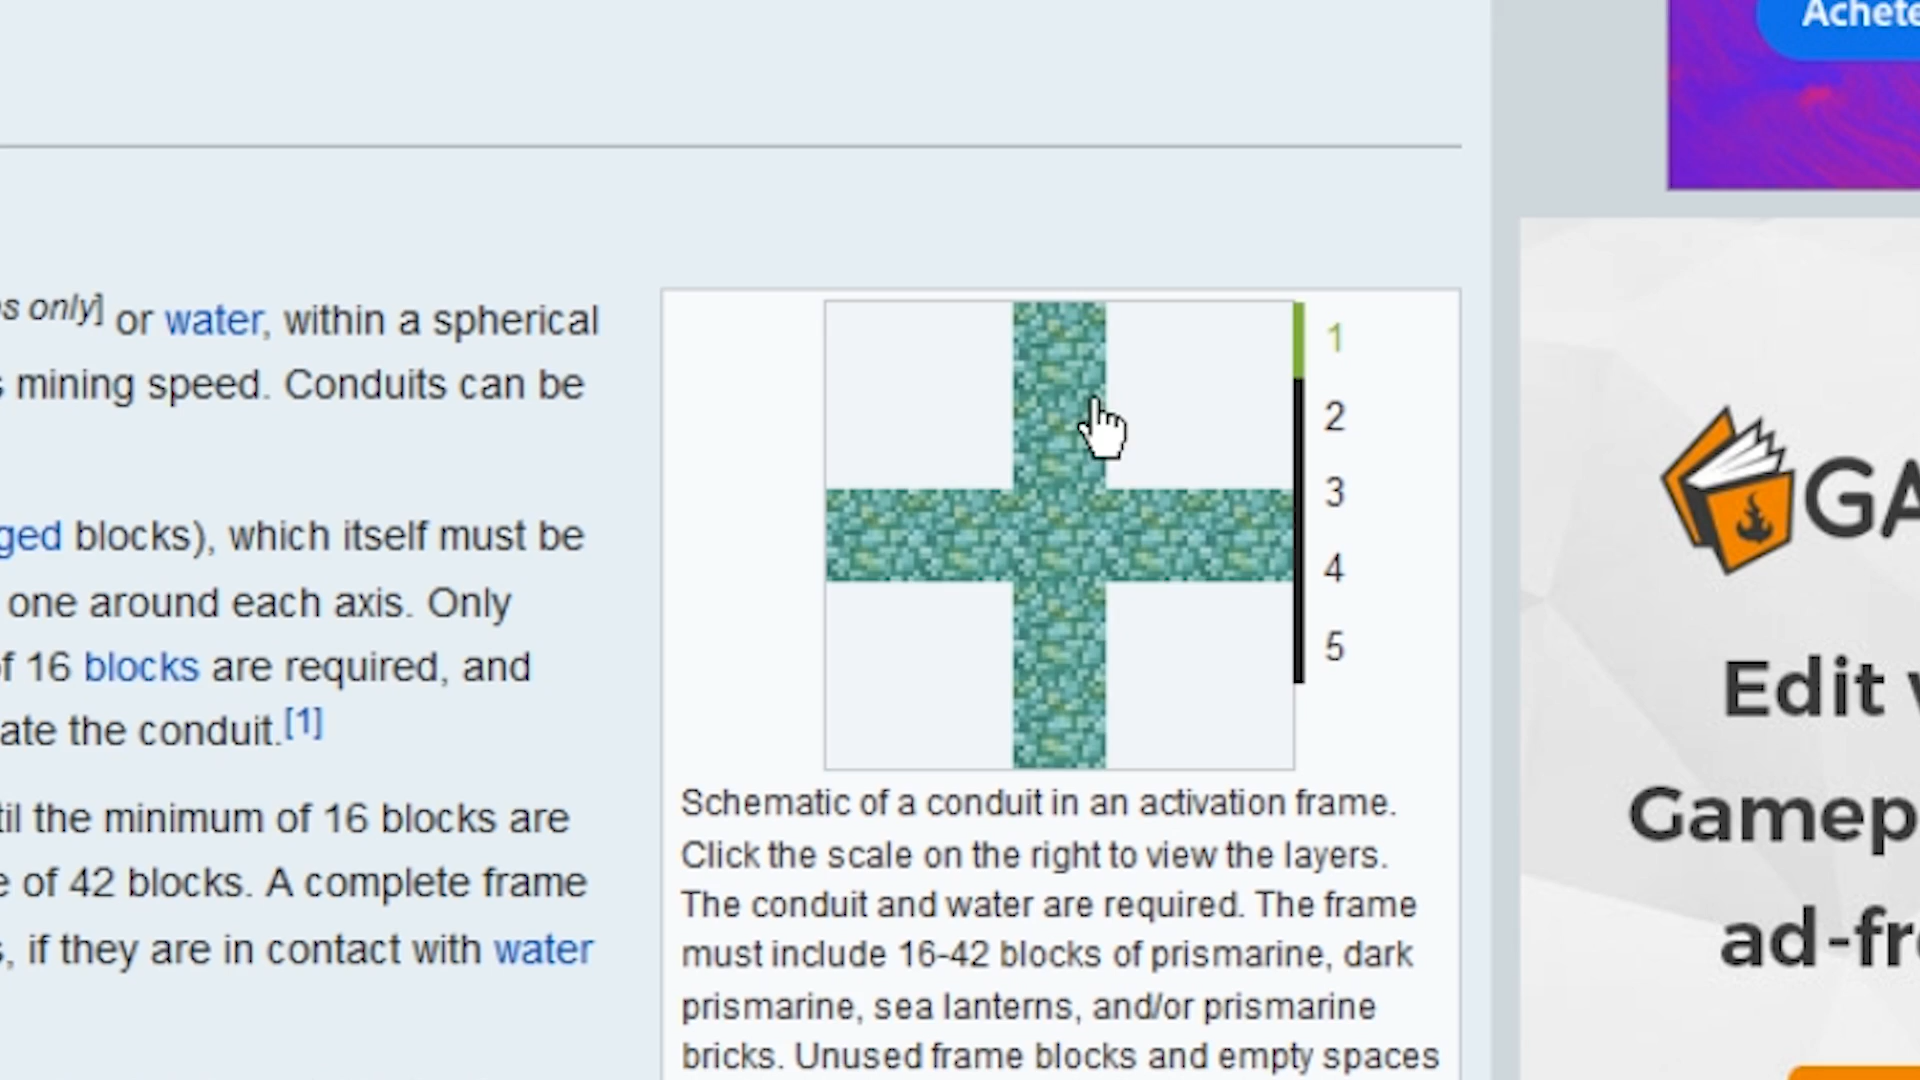 Achete
s only] or water, within a spherical
s mining speed. Conduits can be
ged blocks), which itself must be
one around each axis. Only
of 16 blocks are required, and
ate the conduit.[1]
til the minimum of 16 blocks are
e of 42 blocks. A complete frame
s, if they are in contact with water
1
2
3
4
5
Schematic of a conduit in an activation frame.
Click the scale on the right to view the layers.
The conduit and water are required. The frame
must include 16-42 blocks of prismarine, dark
prismarine, sea lanterns, and/or prismarine
bricks. Unused frame blocks and empty spaces
GA
Edit
Gamep
ad-fr